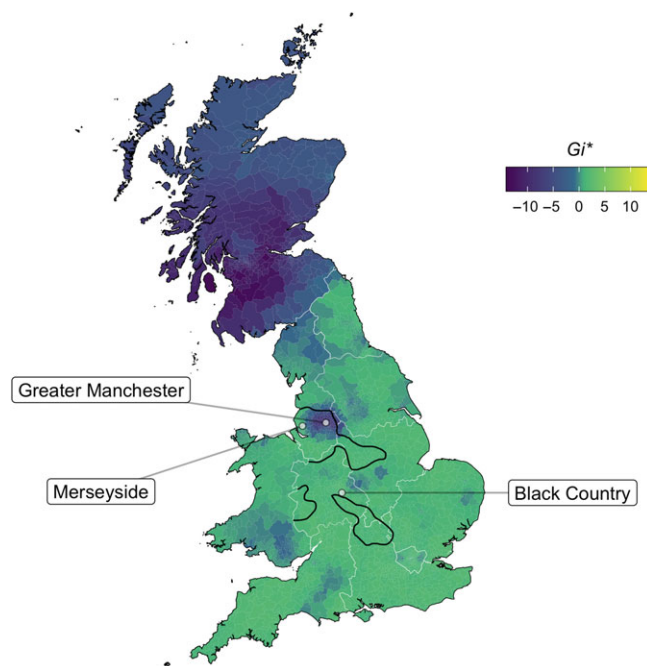 Gi*
−10 −5 0 5 10
Greater Manchester
Merseyside
Black Country